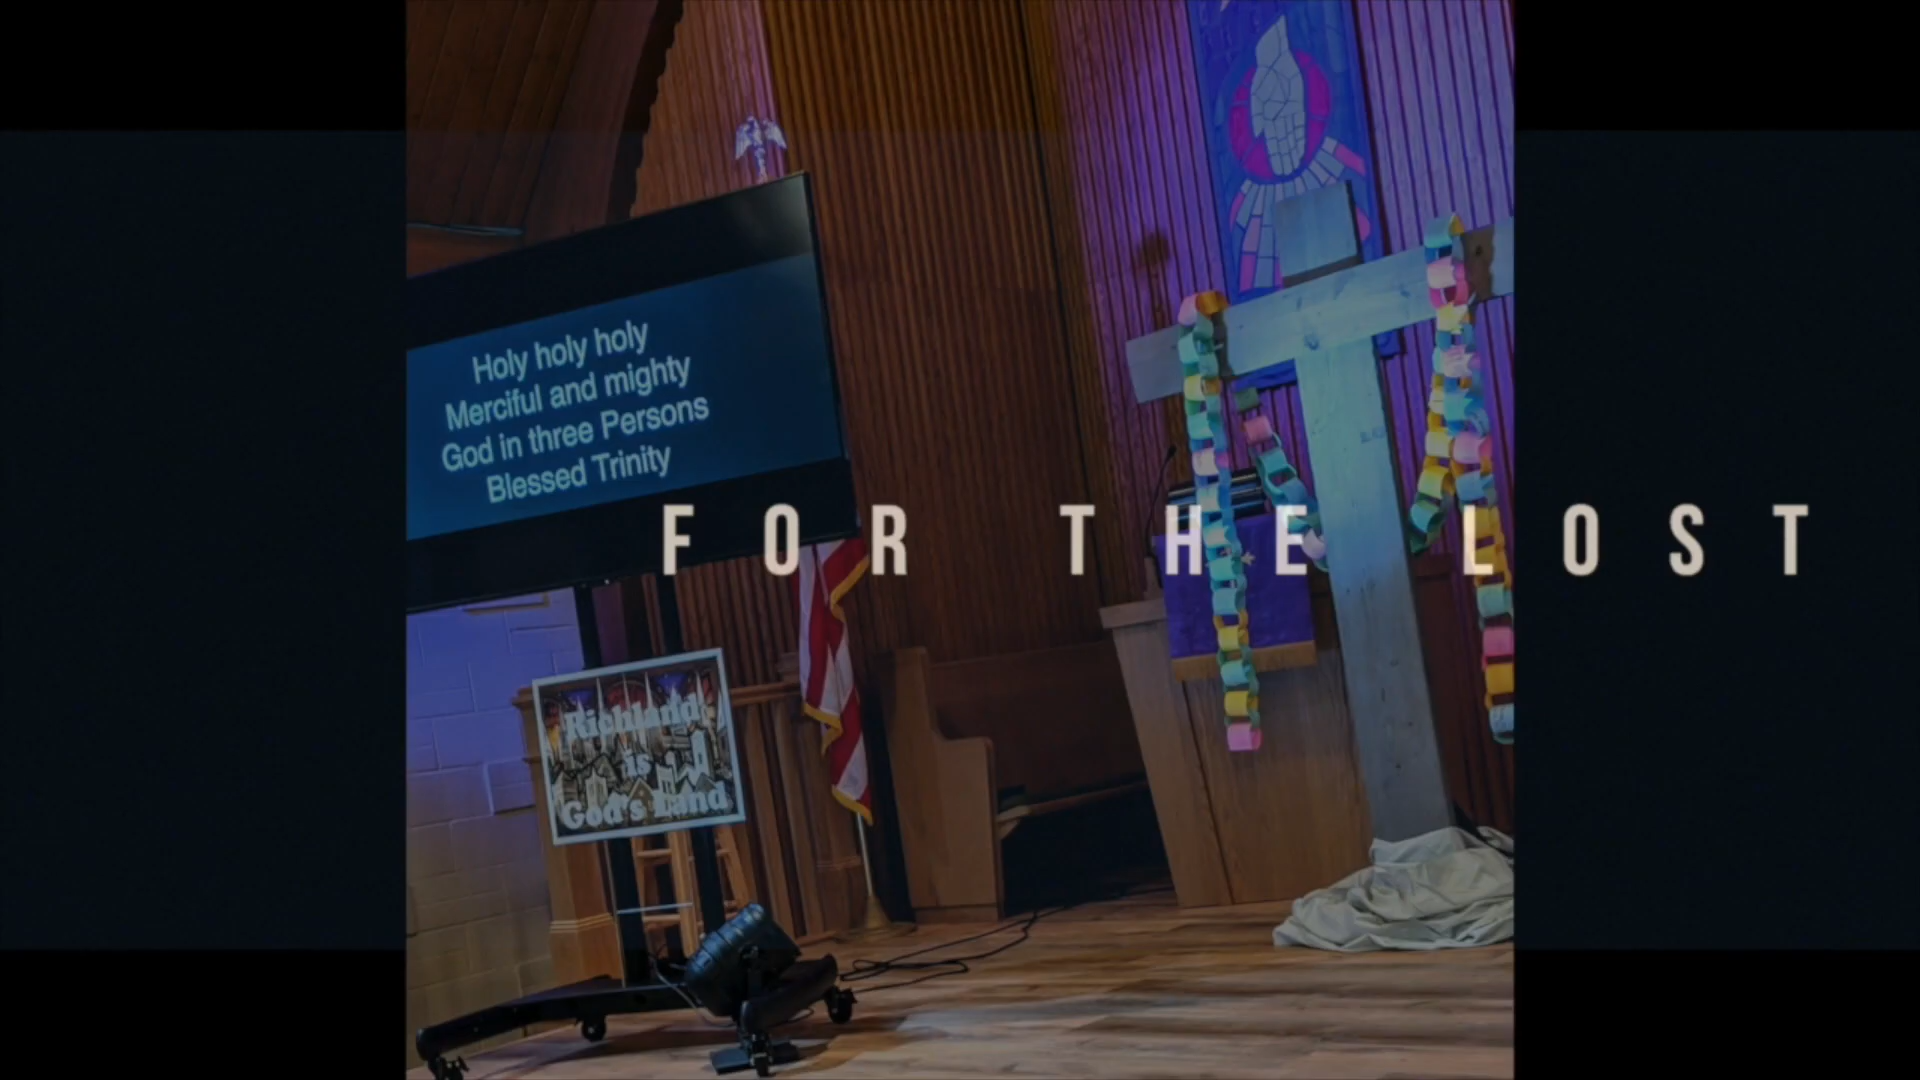 Holy holy holy
Merciful and mighty
God in three Persons
Blessed Trinity
FOR THE LOST
Richland
is
God's Land